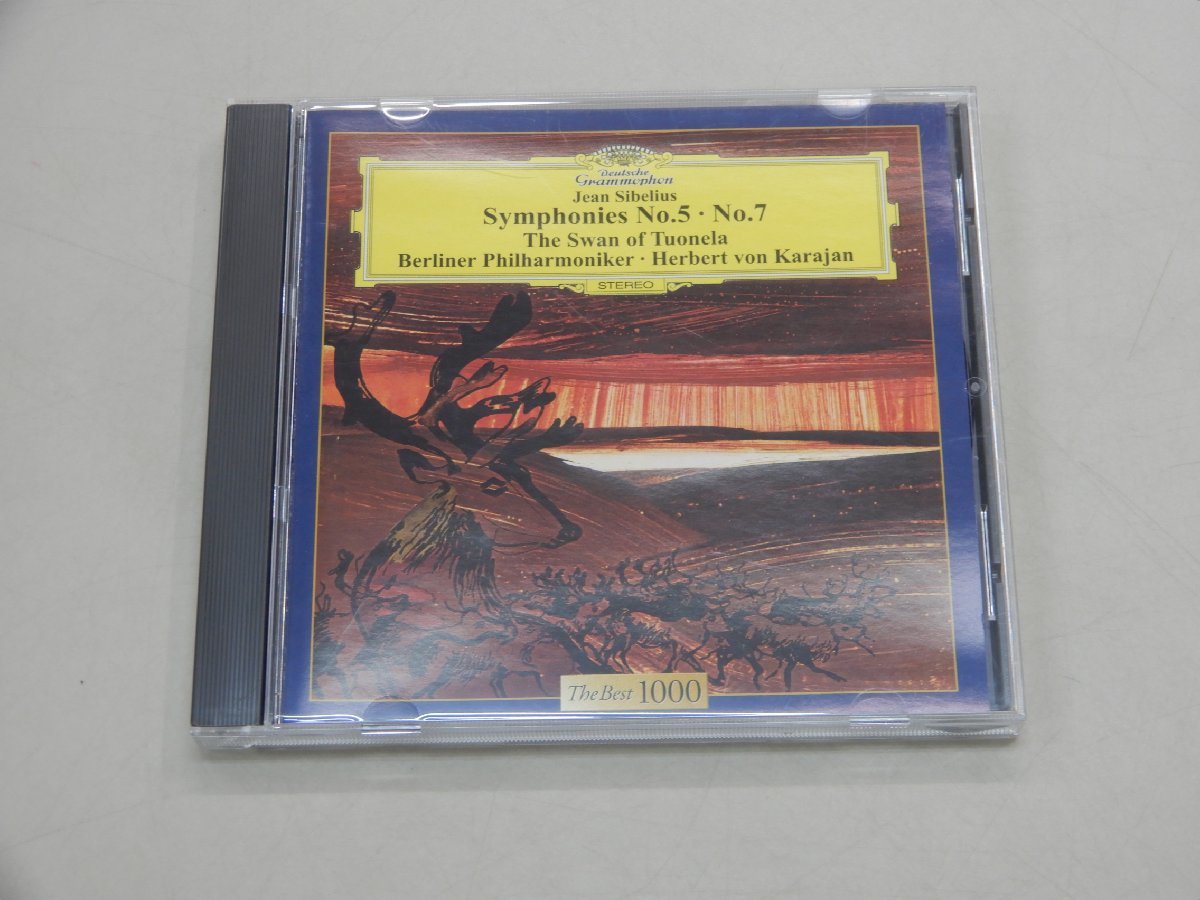 Deutsche
Grammophon
Jean Sibelius
Symphonies No.5 · No.7
The Swan of Tuonela
Berliner Philharmoniker · Herbert von Karajan
STEREO
The Best 1000